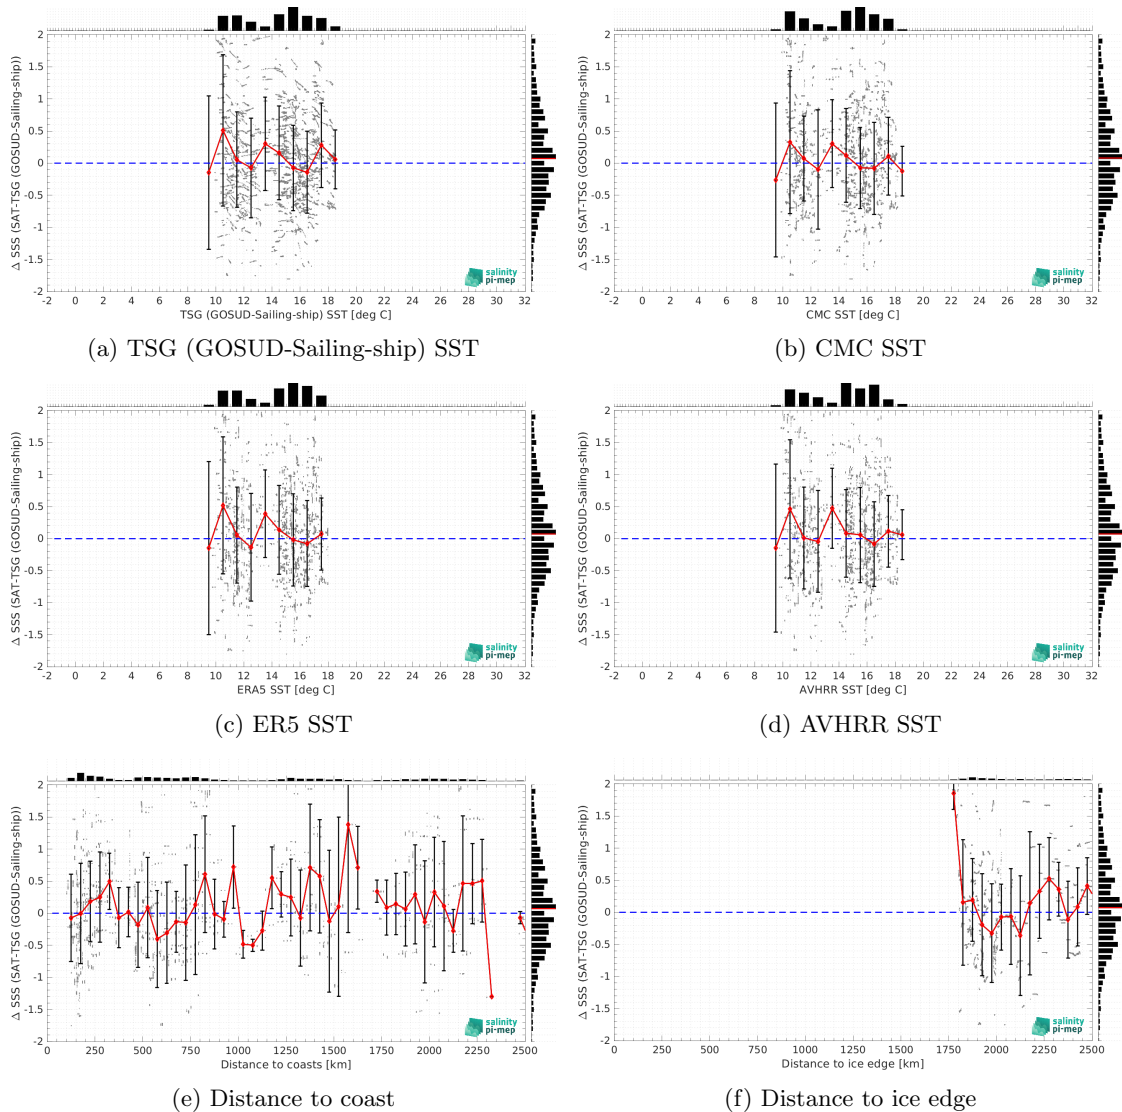 2
1.5
1
0.5
0
-0.5
-1
-1.5
-2
Δ SSS (SAT-TSG (GOSUD-Sailing-ship))
salinity
pi-mep
-2 0 2 4 6 8 10 12 14 16 18 20 22 24 26 28 30 32
TSG (GOSUD-Sailing-ship) SST [deg C]
(a) TSG (GOSUD-Sailing-ship) SST
2
1.5
1
0.5
0
-0.5
-1
-1.5
-2
Δ SSS (SAT-TSG (GOSUD-Sailing-ship))
salinity
pi-mep
-2 0 2 4 6 8 10 12 14 16 18 20 22 24 26 28 30 32
CMC SST [deg C]
(b) CMC SST
2
1.5
1
0.5
0
-0.5
-1
-1.5
-2
Δ SSS (SAT-TSG (GOSUD-Sailing-ship))
salinity
pi-mep
-2 0 2 4 6 8 10 12 14 16 18 20 22 24 26 28 30 32
ERA5 SST [deg C]
(c) ER5 SST
2
1.5
1
0.5
0
-0.5
-1
-1.5
-2
Δ SSS (SAT-TSG (GOSUD-Sailing-ship))
salinity
pi-mep
-2 0 2 4 6 8 10 12 14 16 18 20 22 24 26 28 30 32
AVHRR SST [deg C]
(d) AVHRR SST
2
1.5
1
0.5
0
-0.5
-1
-1.5
-2
Δ SSS (SAT-TSG (GOSUD-Sailing-ship))
salinity
pi-mep
0 250 500 750 1000 1250 1500 1750 2000 2250 2500
Distance to coasts [km]
(e) Distance to coast
2
1.5
1
0.5
0
-0.5
-1
-1.5
-2
Δ SSS (SAT-TSG (GOSUD-Sailing-ship))
salinity
pi-mep
0 250 500 750 1000 1250 1500 1750 2000 2250 2500
Distance to ice edge [km]
(f) Distance to ice edge